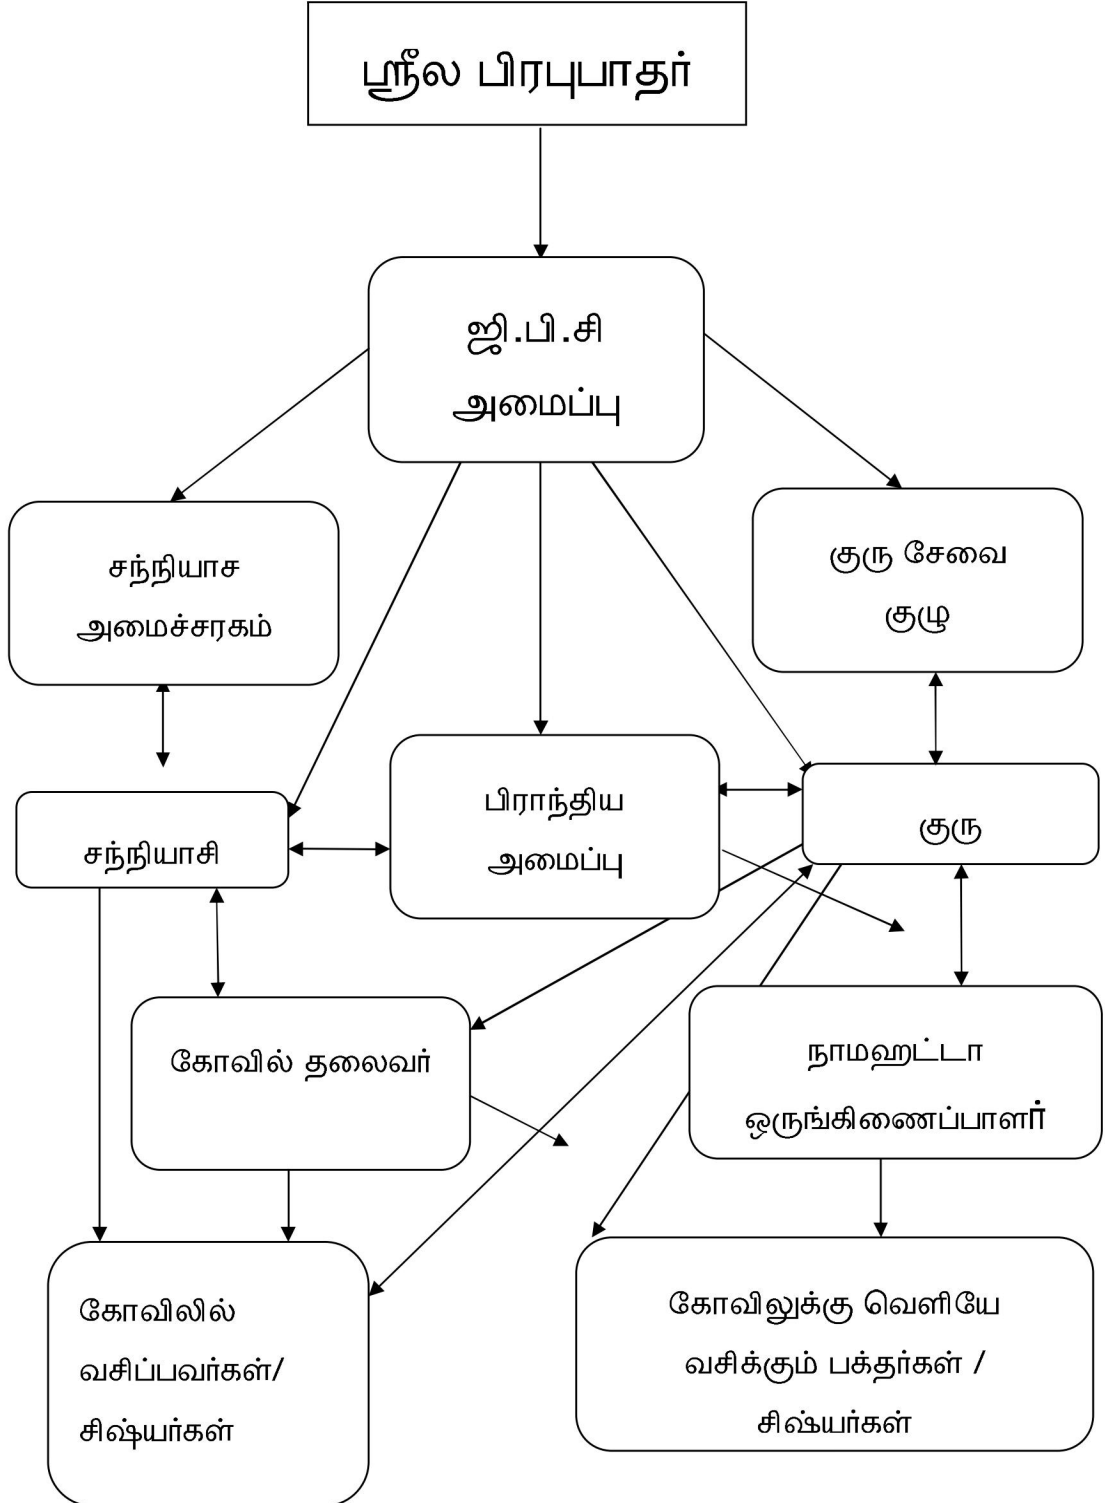 ஸ்ரீல பிரபுபாதர்
ஜி.பி.சி
அமைப்பு
சந்நியாச
அமைச்சரகம்
குரு சேவை
குழு
சந்நியாசி
பிராந்திய
அமைப்பு
குரு
கோவில் தலைவர்
நாமஹட்டா
ஒருங்கிணைப்பாளர்
கோவிலில்
வசிப்பவர்கள்/
சிஷ்யர்கள்
கோவிலுக்கு வெளியே
வசிக்கும் பக்தர்கள் /
சிஷ்யர்கள்